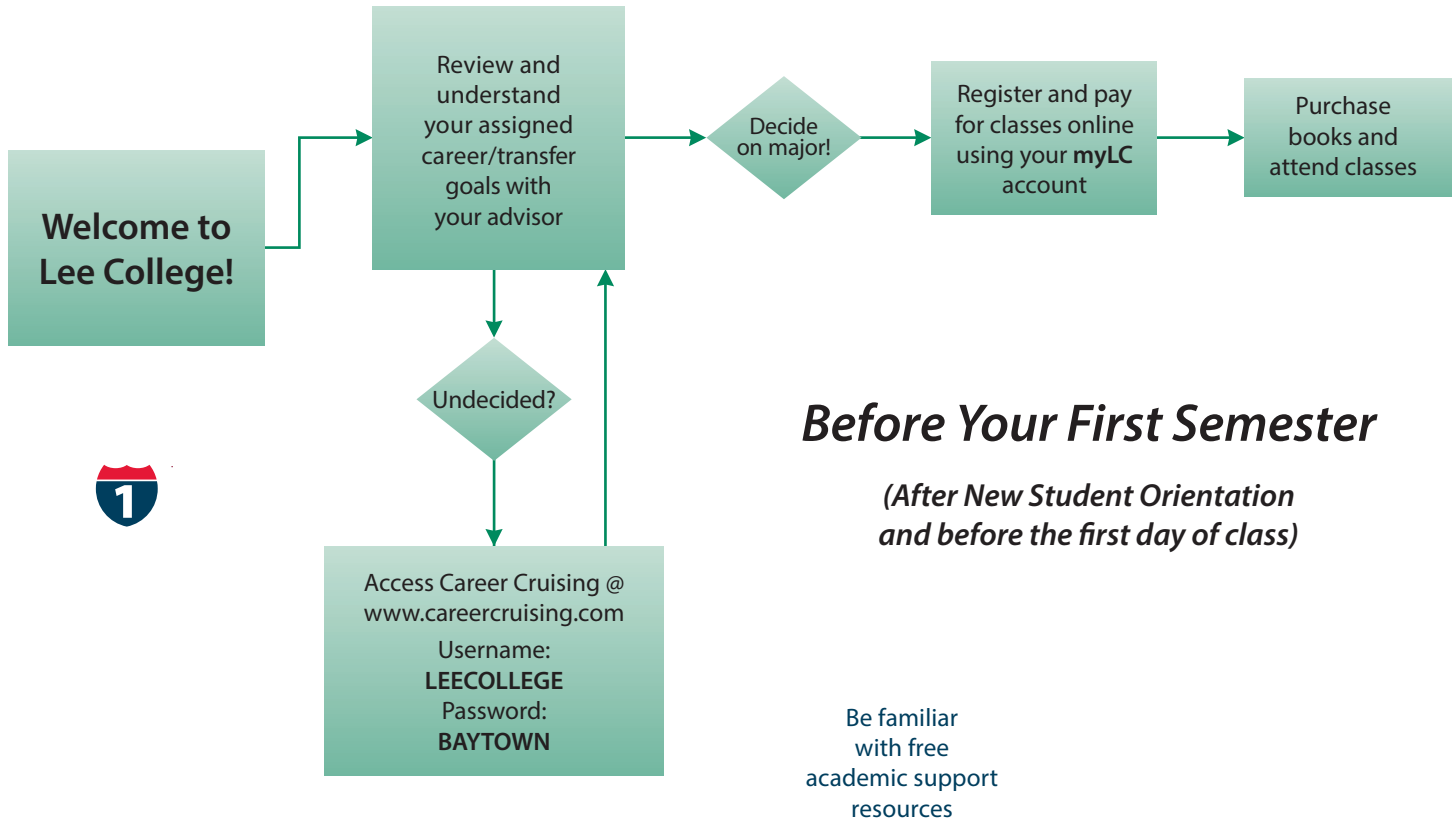 Welcome to
Lee College!
Review and
understand
your assigned
career/transfer
goals with
your advisor
Decide
on major!
Register and pay
for classes online
using your myLC
account
Purchase
books and
attend classes
Undecided?
Access Career Cruising @
www.careercruising.com
Username:
LEECOLLEGE
Password:
BAYTOWN
1
Before Your First Semester
(After New Student Orientation
and before the first day of class)
Be familiar
with free
academic support
resources